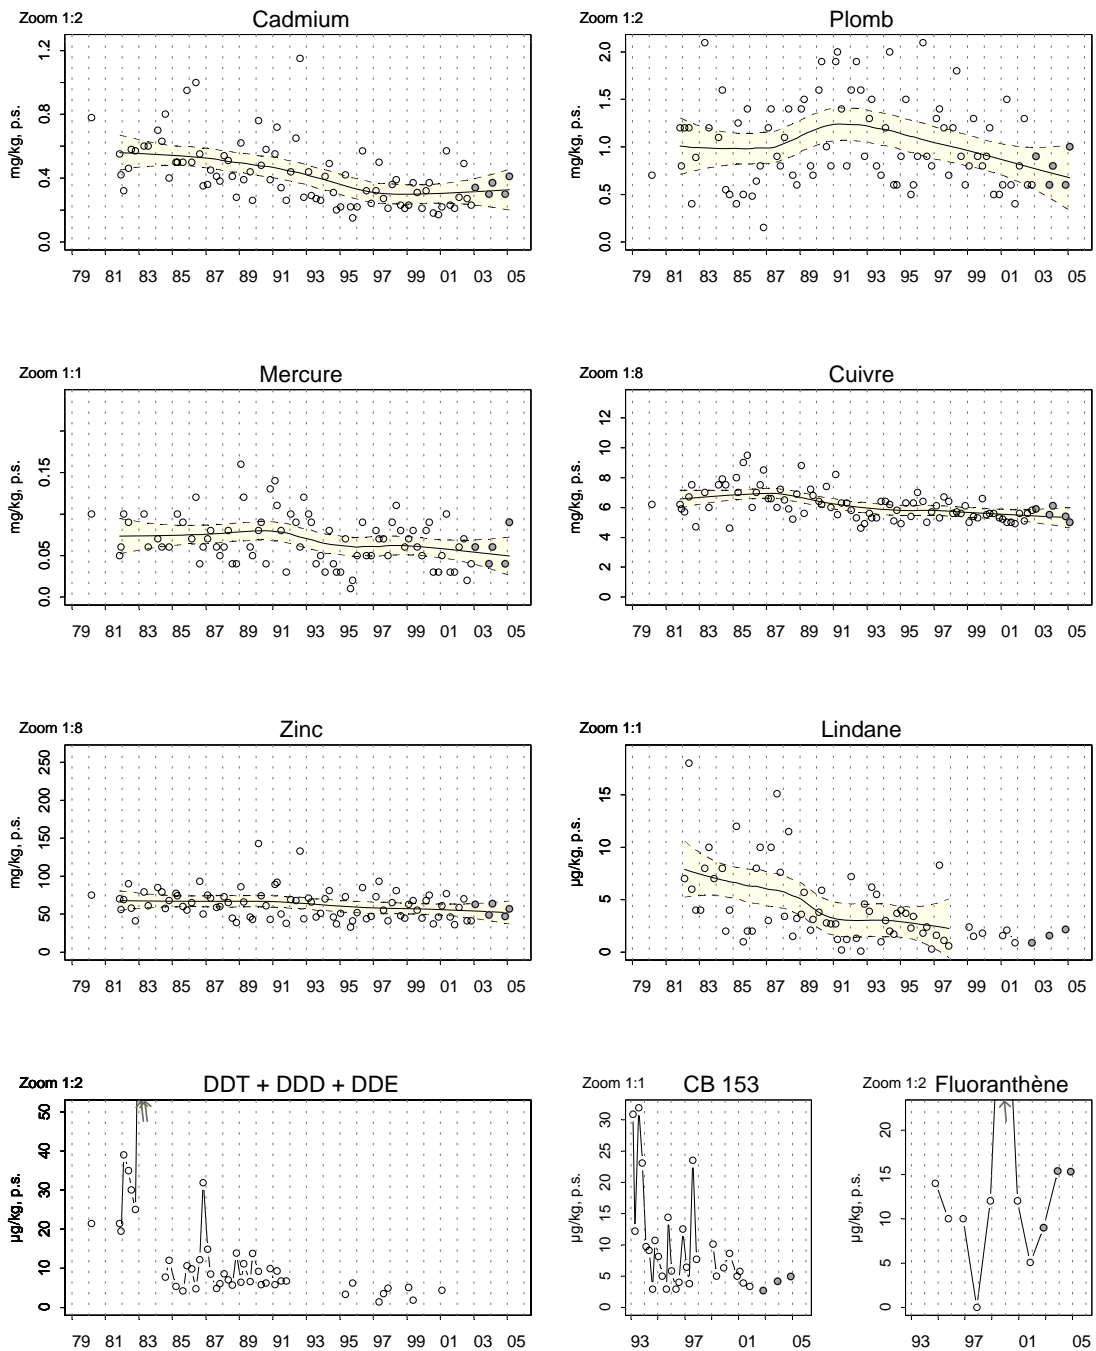 Zoom 1:2
Cadmium
mg/kg, p.s.
0.0 0.4 0.8 1.2
79 81 83 85 87 89 91 93 95 97 99 01 03 05
Zoom 1:2
Plomb
mg/kg, p.s.
0.0 0.5 1.0 1.5 2.0
79 81 83 85 87 89 91 93 95 97 99 01 03 05
Zoom 1:1
Mercure
mg/kg, p.s.
0.0 0.05 0.15
79 81 83 85 87 89 91 93 95 97 99 01 03 05
Zoom 1:8
Cuivre
mg/kg, p.s.
0 2 4 6 8 10 12
79 81 83 85 87 89 91 93 95 97 99 01 03 05
Zoom 1:8
Zinc
mg/kg, p.s.
0 50 100 150 200 250
79 81 83 85 87 89 91 93 95 97 99 01 03 05
Zoom 1:1
Lindane
µg/kg, p.s.
0 5 10 15
79 81 83 85 87 89 91 93 95 97 99 01 03 05
Zoom 1:2
DDT + DDD + DDE
µg/kg, p.s.
0 10 20 30 40 50
79 81 83 85 87 89 91 93 95 97 99 01 03 05
Zoom 1:1
CB 153
µg/kg, p.s.
0 5 10 15 20 25 30
93 97 01 05
Zoom 1:2
Fluoranthène
µg/kg, p.s.
0 5 10 15 20
93 97 01 05